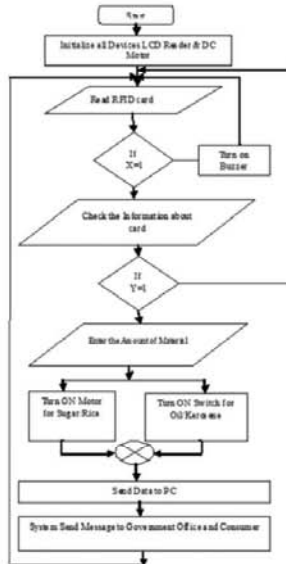 Start
Initialize all Devices LCD Reader & DC
Motor
Read RFID card
If
X=1
Turn on
Buzzer
Check the Information about
card
If
Y=1
Enter the Amount of Material
Turn ON Motor
for Sugar Rice
Turn ON Switch for
Oil/Kerosene
Send Data to PC
System Send Message to Government Office and Consumer